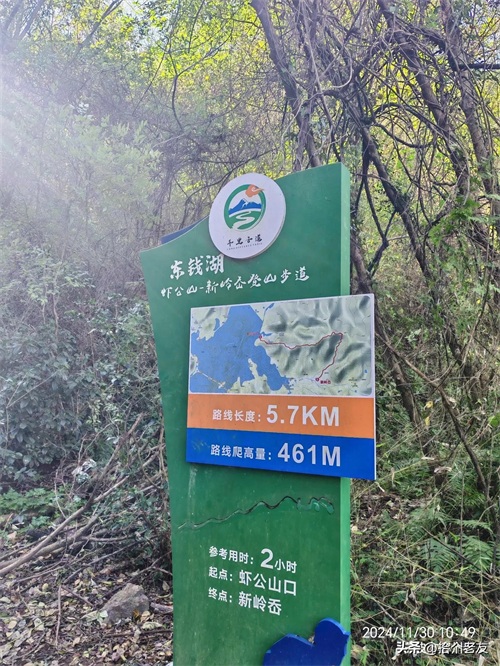 千里步道
东钱湖
虾公山-新岭岙登山步道
路线长度：5.7KM
路线爬高量：461M
参考用时：2小时
起点：虾公山口
终点：新岭岙
2024/11/30 10:49
头条 @拾州老友